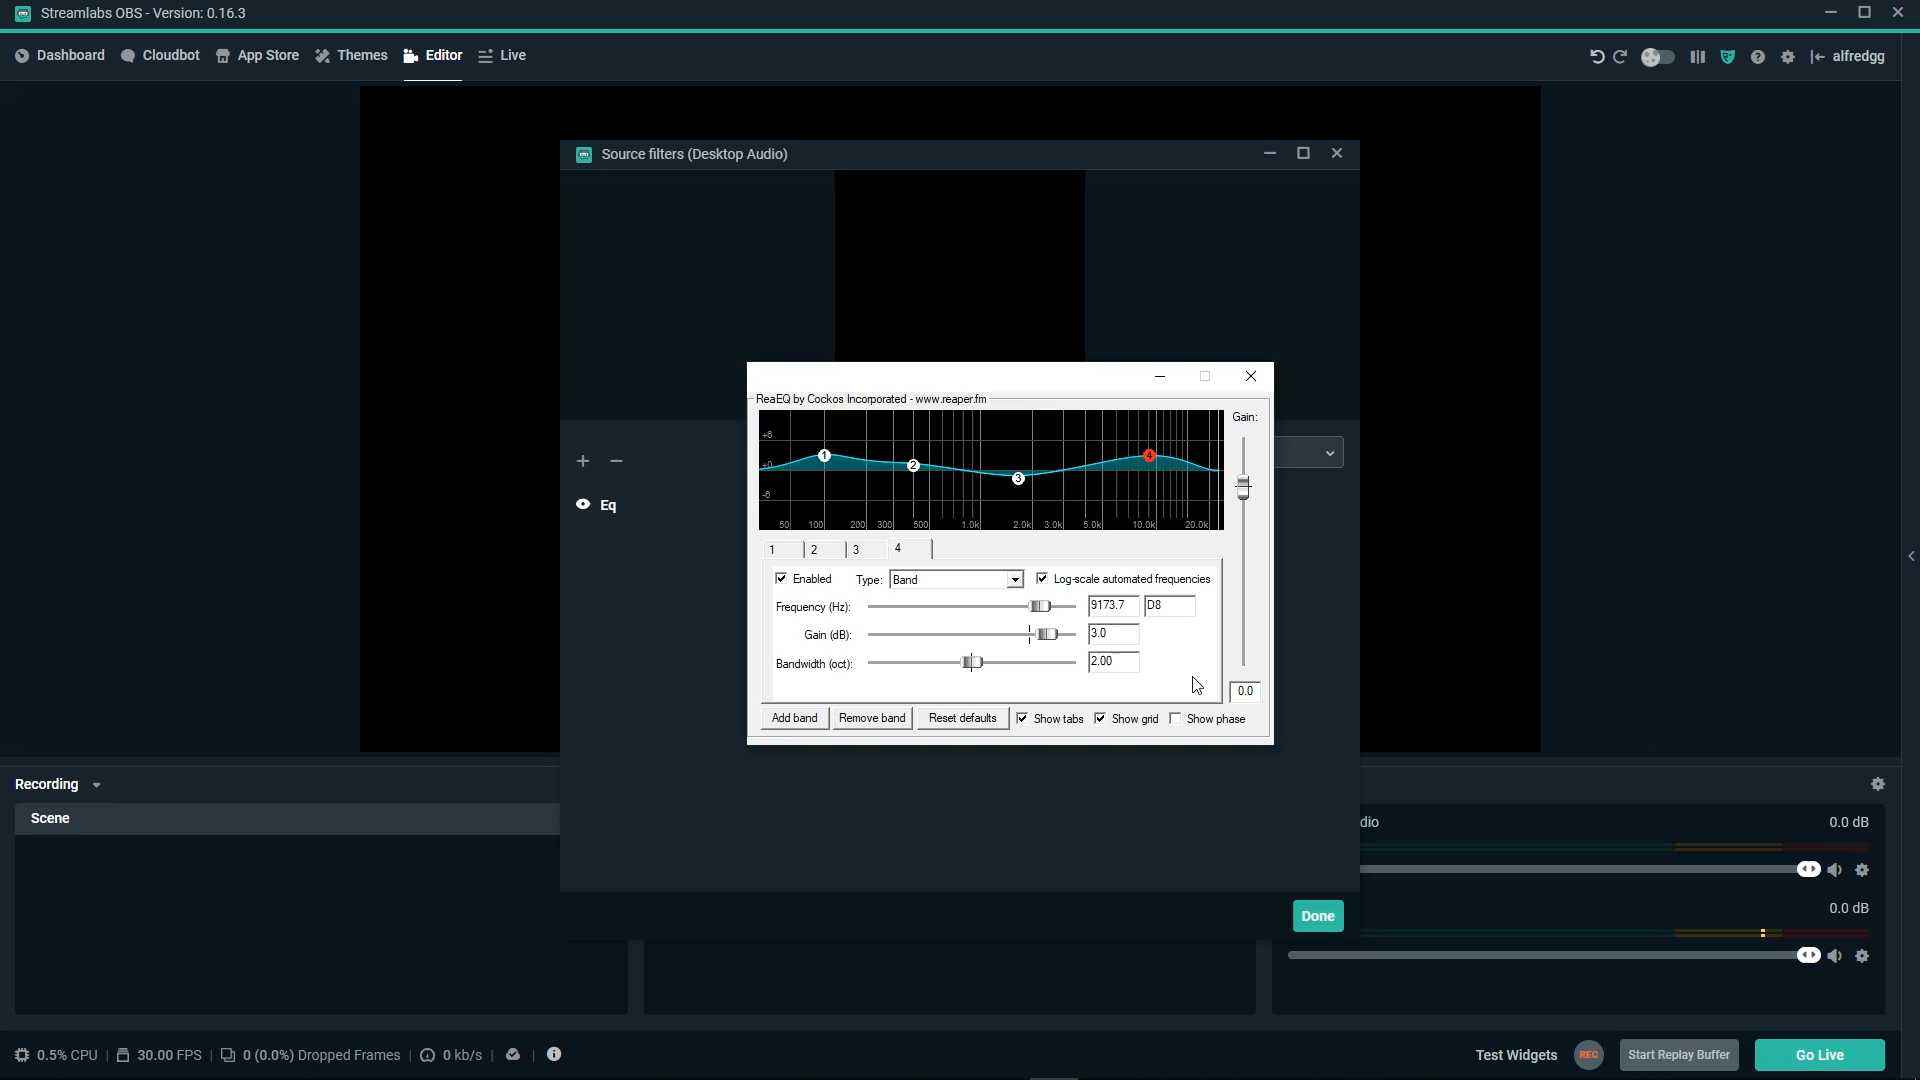 Streamlabs OBS - Version: 0.16.3
Dashboard Cloudbot App Store Themes Editor Live alfredgg
Source filters (Desktop Audio)
ReaEQ by Cockos Incorporated - www.reaper.fm
Gain:
+6
+0
-6
50 100 200 300 500 1.0k 2.0k 3.0k 5.0k 10.0k 20.0k
1 2 3 4
Eq
1 2 3 4
Enabled Type: Band Log-scale automated frequencies
Frequency (Hz): 9173.7 D8
Gain (dB): 3.0
Bandwidth (oct): 2.00
0.0
Add band Remove band Reset defaults Show tabs Show grid Show phase
Recording
Scene
dio 0.0 dB
0.0 dB
Done
0.5% CPU 30.00 FPS 0 (0.0%) Dropped Frames 0 kb/s
Test Widgets REC Start Replay Buffer Go Live